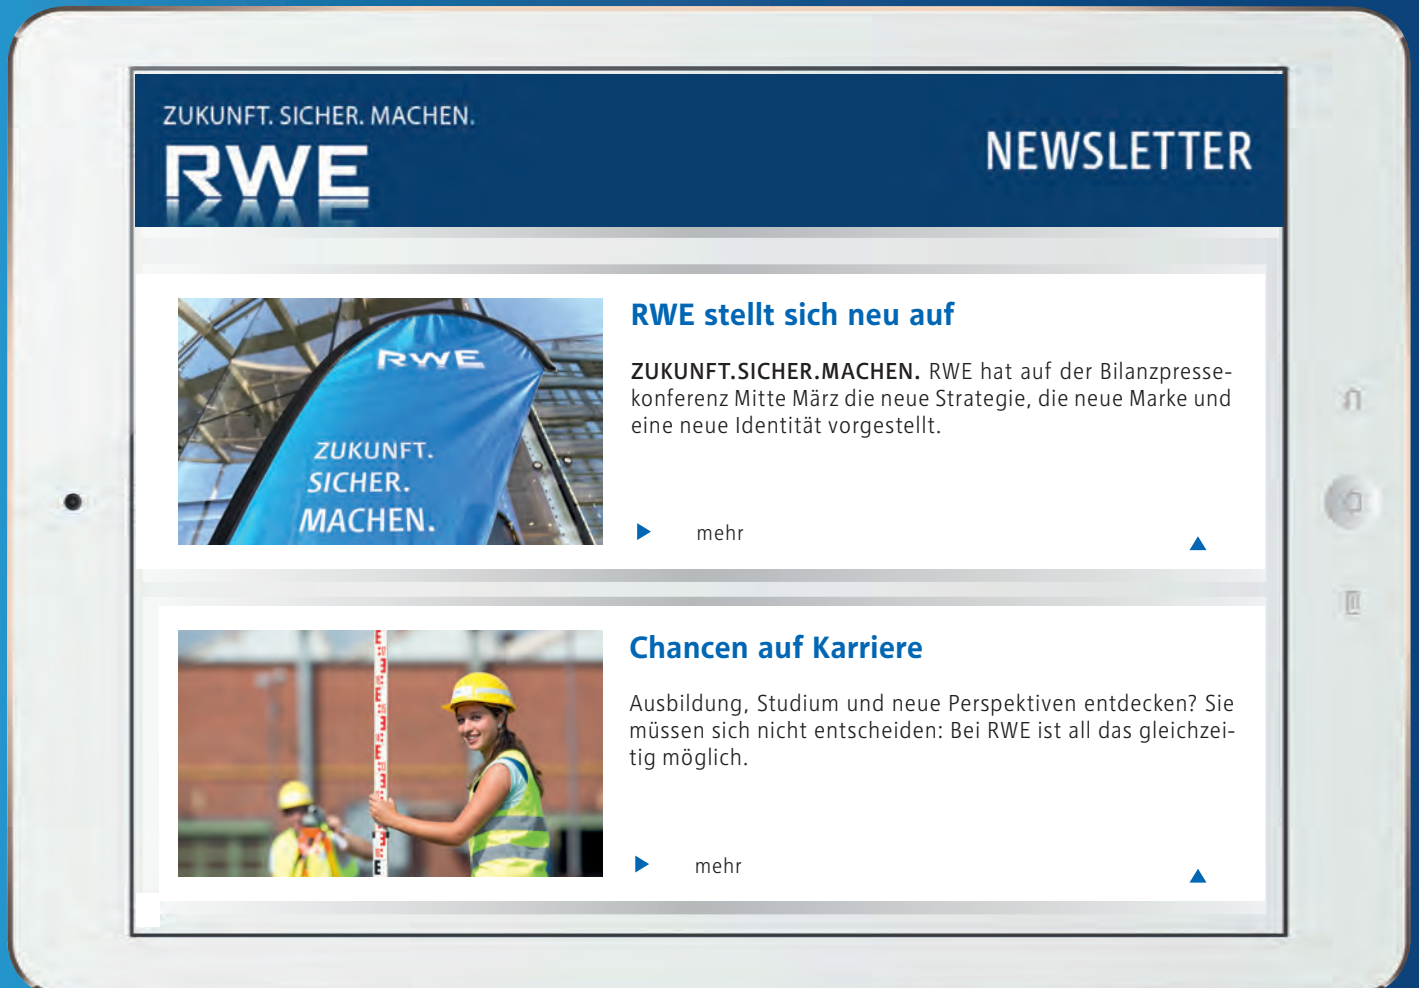 ZUKUNFT. SICHER. MACHEN.
RWE
NEWSLETTER
RWE
ZUKUNFT.
SICHER.
MACHEN.
RWE stellt sich neu auf
ZUKUNFT.SICHER.MACHEN. RWE hat auf der Bilanzpresse-
konferenz Mitte März die neue Strategie, die neue Marke und
eine neue Identität vorgestellt.
mehr
Chancen auf Karriere
Ausbildung, Studium und neue Perspektiven entdecken? Sie
müssen sich nicht entscheiden: Bei RWE ist all das gleichzei-
tig möglich.
mehr